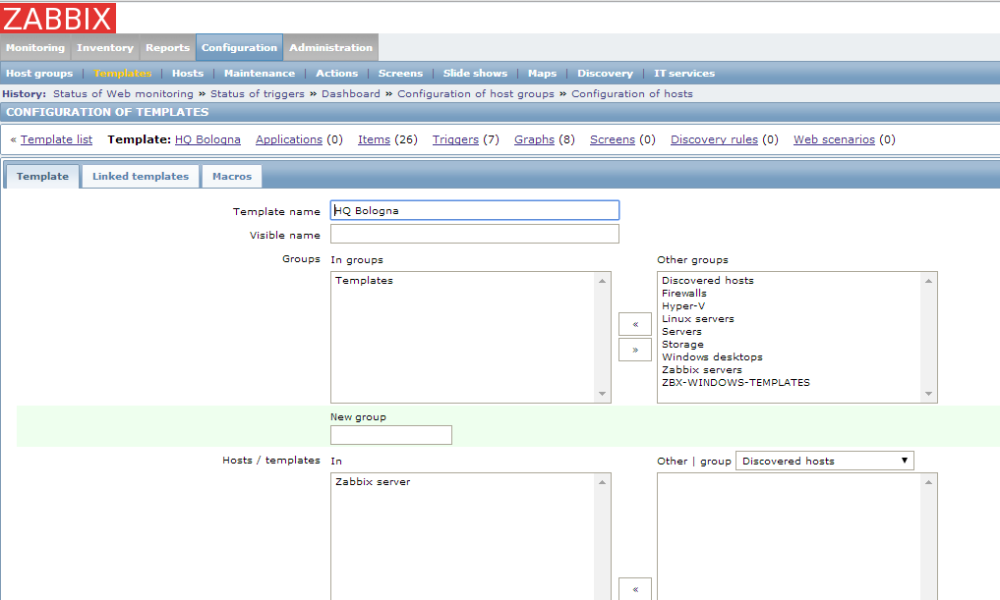 ZABBIX
Monitoring Inventory Reports Configuration Administration
Host groups | Templates | Hosts | Maintenance | Actions | Screens | Slide shows | Maps | Discovery | IT services
History: Status of Web monitoring » Status of triggers » Dashboard » Configuration of host groups » Configuration of hosts
CONFIGURATION OF TEMPLATES
« Template list Template: HQ Bologna Applications (0) Items (26) Triggers (7) Graphs (8) Screens (0) Discovery rules (0) Web scenarios (0)
Template Linked templates Macros
Template name HQ Bologna
Visible name
Groups In groups Other groups
Templates
Discovered hosts
Firewalls
Hyper-V
Linux servers
Servers
Storage
Windows desktops
Zabbix servers
ZBX-WINDOWS-TEMPLATES
«
»
New group
Hosts / templates In Other | group Discovered hosts
Zabbix server
«